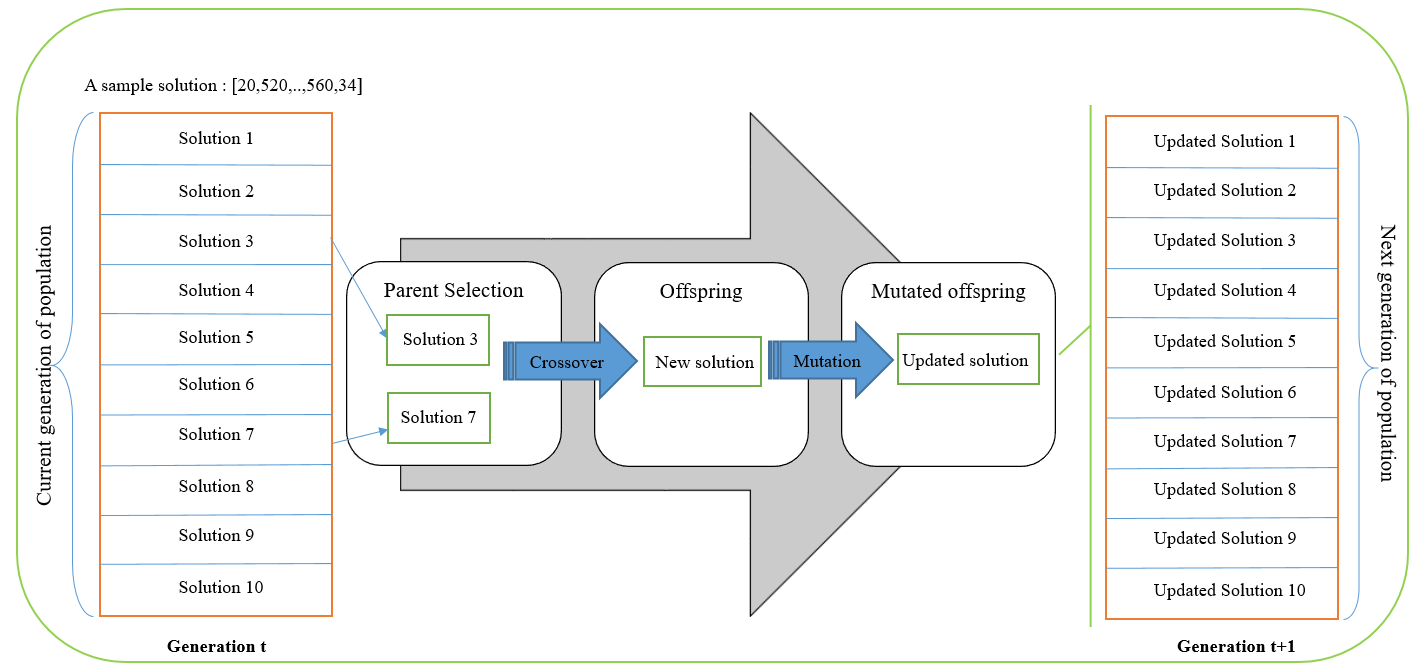 A sample solution : [20,520,..,560,34]
Current generation of population
Solution 1
Solution 2
Solution 3
Solution 4
Solution 5
Solution 6
Solution 7
Solution 8
Solution 9
Solution 10
Generation t
Parent Selection
Solution 3
Solution 7
Crossover
Offspring
New solution
Mutation
Mutated offspring
Updated solution
Updated Solution 1
Updated Solution 2
Updated Solution 3
Updated Solution 4
Updated Solution 5
Updated Solution 6
Updated Solution 7
Updated Solution 8
Updated Solution 9
Updated Solution 10
Generation t+1
Next generation of population